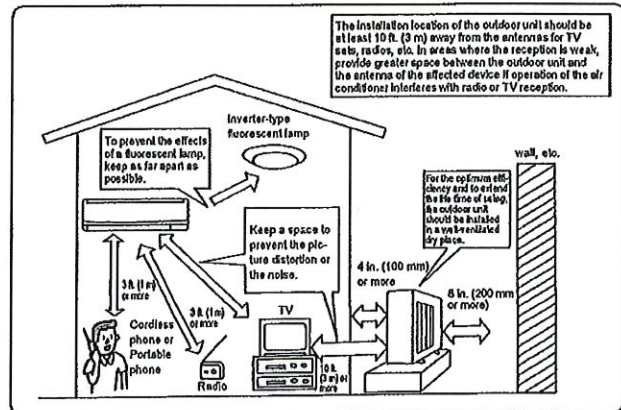 The installation location of the outdoor unit should be
at least 10 ft. (3 m) away from the antennas for TV
sets, radios, etc. In areas where the reception is weak,
provide greater space between the outdoor unit and
the antenna of the affected device if operation of the air
conditioner interferes with radio or TV reception.
Inverter-type
fluorescent lamp
To prevent the effects
of a fluorescent lamp,
keep as far apart as
possible.
wall, etc.
For the optimum effi-
ciency and to extend
the life time of using,
the outdoor unit
should be installed
in a well-ventilated
dry place.
Keep a space to
prevent the pic-
ture distortion or
the noise.
4 in. (100 mm)
or more
8 in. (200 mm
or more)
3 ft. (1 m)
or more
3 ft. (1 m)
or more
TV
Cordless
phone or
Portable
phone
Radio
10 ft.
(3 m) or
more